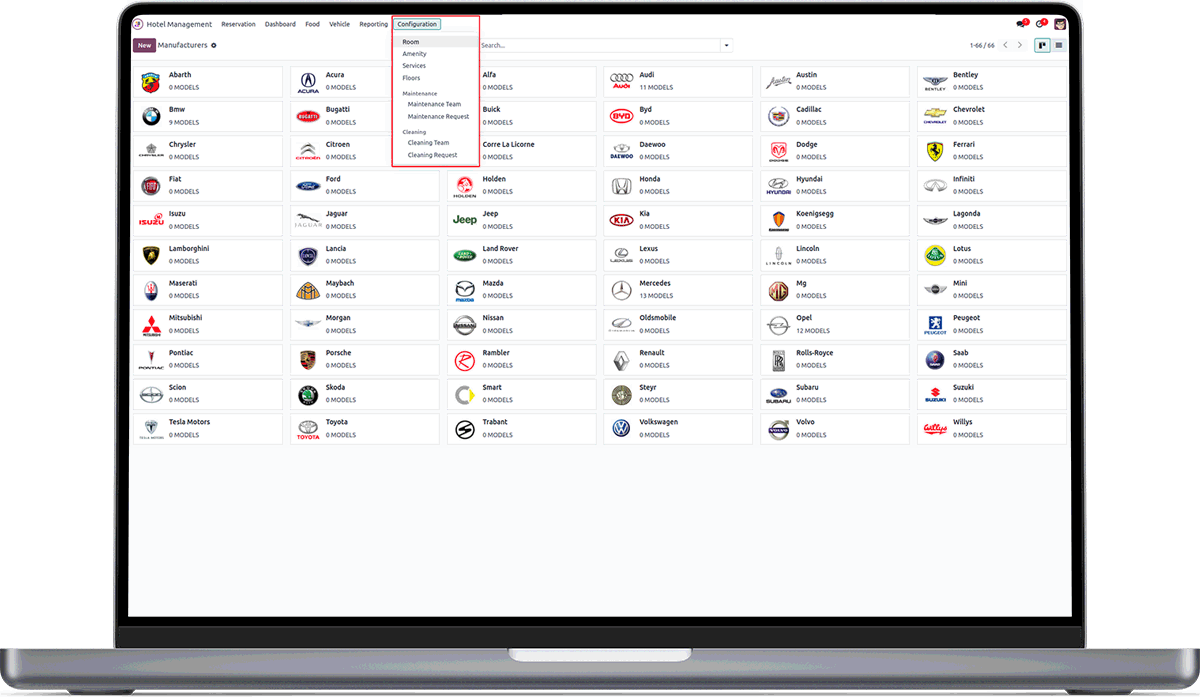 Hotel Management Reservation Dashboard Food Vehicle Reporting Configuration
New Manufacturers Search... 1-66 / 66
Room
Amenity
Services
Floors
Maintenance
Maintenance Team
Maintenance Request
Cleaning
Cleaning Team
Cleaning Request
Abarth Acura Alfa Audi Austin Bentley
0 MODELS 0 MODELS 0 MODELS 11 MODELS 0 MODELS 0 MODELS
Bmw Bugatti Buick Byd Cadillac Chevrolet
9 MODELS 0 MODELS 0 MODELS 0 MODELS 0 MODELS 0 MODELS
Chrysler Citroen Corre La Licorne Daewoo Dodge Ferrari
0 MODELS 0 MODELS 0 MODELS 0 MODELS 0 MODELS 0 MODELS
Fiat Ford Holden Honda Hyundai Infiniti
0 MODELS 0 MODELS 0 MODELS 0 MODELS 0 MODELS 0 MODELS
Isuzu Jaguar Jeep Kia Koenigsegg Lagonda
0 MODELS 0 MODELS 0 MODELS 0 MODELS 0 MODELS 0 MODELS
Lamborghini Lancia Land Rover Lexus Lincoln Lotus
0 MODELS 0 MODELS 0 MODELS 0 MODELS 0 MODELS 0 MODELS
Maserati Maybach Mazda Mercedes Mg Mini
0 MODELS 0 MODELS 0 MODELS 13 MODELS 0 MODELS 0 MODELS
Mitsubishi Morgan Nissan Oldsmobile Opel Peugeot
0 MODELS 0 MODELS 0 MODELS 0 MODELS 12 MODELS 0 MODELS
Pontiac Porsche Rambler Renault Rolls-Royce Saab
0 MODELS 0 MODELS 0 MODELS 0 MODELS 0 MODELS 0 MODELS
Scion Skoda Smart Steyr Subaru Suzuki
0 MODELS 0 MODELS 0 MODELS 0 MODELS 0 MODELS 0 MODELS
Tesla Motors Toyota Trabant Volkswagen Volvo Willys
0 MODELS 0 MODELS 0 MODELS 0 MODELS 0 MODELS 0 MODELS